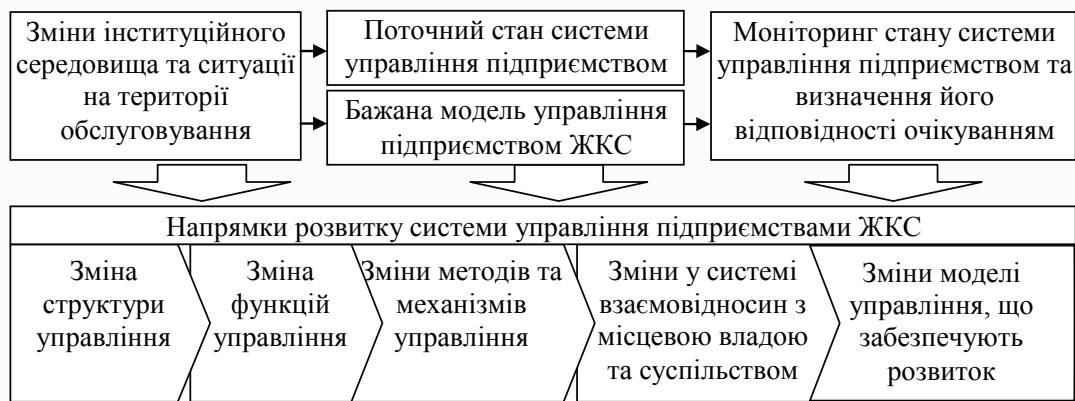 Зміни інституційного
середовища та ситуації
на території
обслуговування
Поточний стан системи
управління підприємством
Бажана модель управління
підприємством ЖКС
Моніторинг стану системи
управління підприємством та
визначення його
відповідності очікуванням
Напрямки розвитку системи управління підприємствами ЖКС
Зміна
структури
управління
Зміна
функцій
управління
Зміни методів та
механізмів
управління
Зміни у системі
взаємовідносин з
місцевою владою
та суспільством
Зміни моделі
управління, що
забезпечують
розвиток